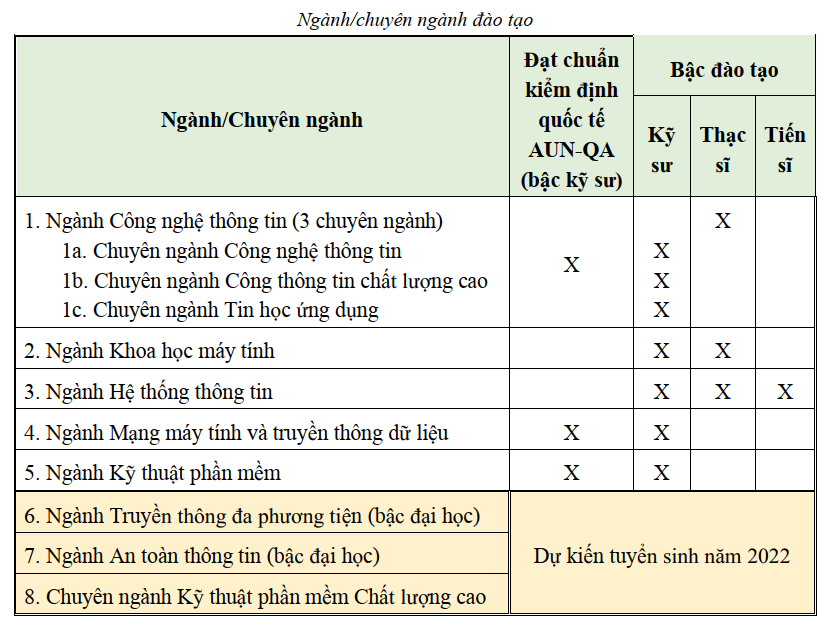 Ngành/chuyên ngành đào tạo
Ngành/Chuyên ngành
Đạt chuẩn
kiểm định
quốc tế
AUN-QA
(bậc kỹ sư)
Bậc đào tạo
Kỹ
sư
Thạc
sĩ
Tiến
sĩ
1. Ngành Công nghệ thông tin (3 chuyên ngành) X
1a. Chuyên ngành Công nghệ thông tin X X
1b. Chuyên ngành Công thông tin chất lượng cao X
1c. Chuyên ngành Tin học ứng dụng X
2. Ngành Khoa học máy tính X X
3. Ngành Hệ thống thông tin X X X
4. Ngành Mạng máy tính và truyền thông dữ liệu X X
5. Ngành Kỹ thuật phần mềm X X
6. Ngành Truyền thông đa phương tiện (bậc đại học)
7. Ngành An toàn thông tin (bậc đại học)
8. Chuyên ngành Kỹ thuật phần mềm Chất lượng cao
Dự kiến tuyển sinh năm 2022